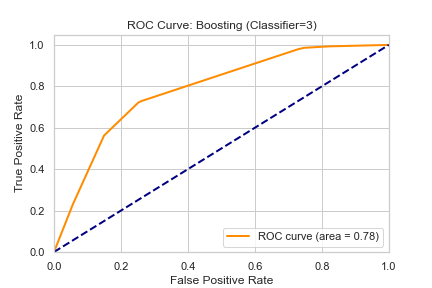 ROC Curve: Boosting (Classifier=3)
True Positive Rate
1.0
0.8
0.6
0.4
0.2
0.0
ROC curve (area = 0.78)
0.0 0.2 0.4 0.6 0.8 1.0
False Positive Rate